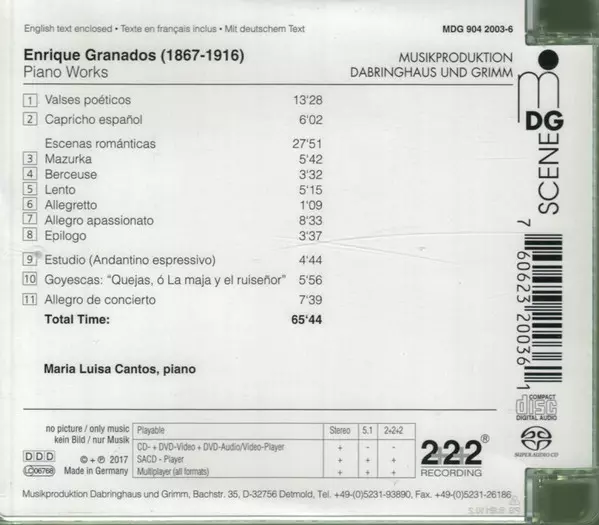 English text enclosed • Texte en français inclus • Mit deutschem Text
MDG 904 2003-6
Enrique Granados (1867-1916)
Piano Works
MUSIKPRODUKTION
DABRINGHAUS UND GRIMM
DG
SCENE
1 Valses poéticos 13'28
2 Capricho español 6'02
Escenas románticas 27'51
3 Mazurka 5'42
4 Berceuse 3'32
5 Lento 5'15
6 Allegretto 1'09
7 Allegro apassionato 8'33
8 Epilogo 3'37
9 Estudio (Andantino espressivo) 4'44
10 Goyescas: "Quejas, ó La maja y el ruiseñor" 5'56
11 Allegro de concierto 7'39
Total Time: 65'44
7 60623 20036 1
Maria Luisa Cantos, piano
COMPACT
disc
DIGITAL AUDIO
SUPER AUDIO CD
no picture / only music
kein Bild / nur Musik
DDD
© + ℗ 2017
LC 06768
Made in Germany
Playable Stereo 5.1 2+2+2
CD- + DVD-Video + DVD-Audio/Video-Player + - -
SACD - Player + + +
Multiplayer (all formats) + + +
2+2+2®
RECORDING
Musikproduktion Dabringhaus und Grimm, Bachstr. 35, D-32756 Detmold, Tel. +49-(0)5231-93890, Fax +49-(0)5231-26186